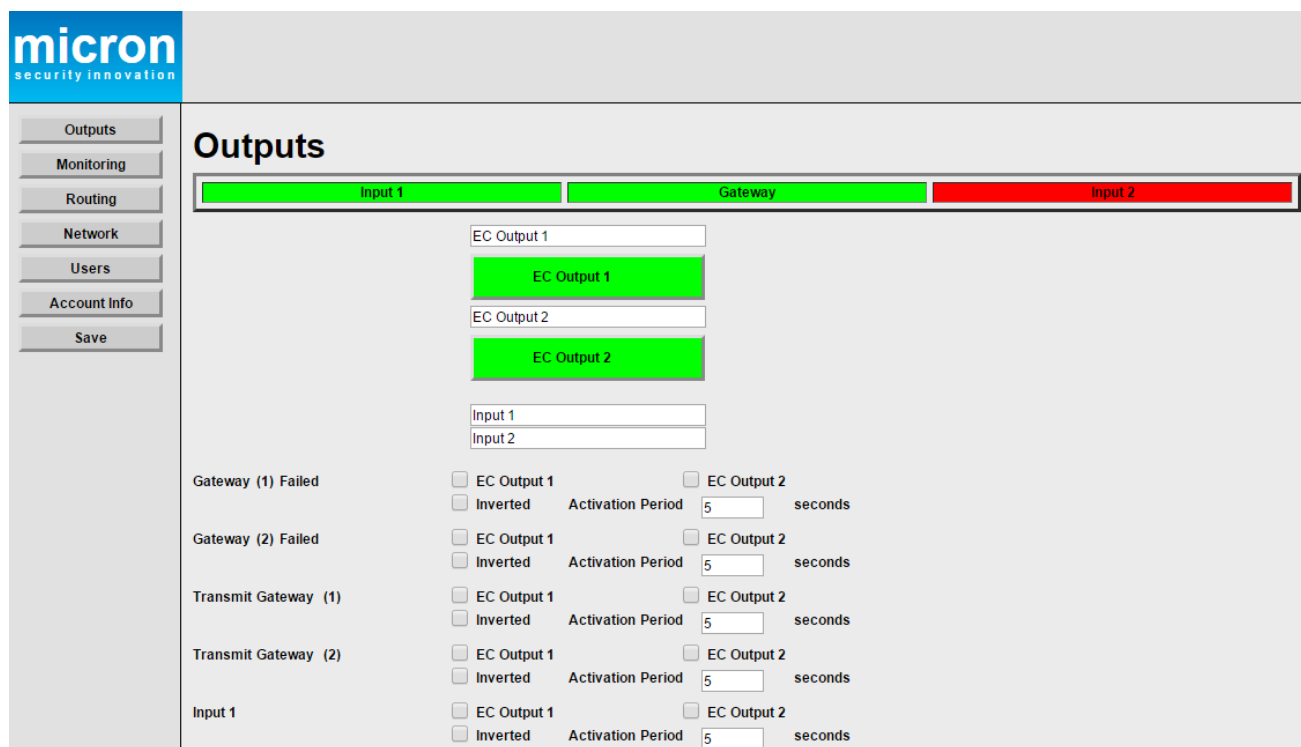 micron
security innovation
Outputs
Monitoring
Routing
Network
Users
Account Info
Save
Outputs
Input 1 Gateway Input 2
EC Output 1
EC Output 1
EC Output 2
EC Output 2
Input 1
Input 2
Gateway (1) Failed EC Output 1 EC Output 2
Inverted Activation Period 5 seconds
Gateway (2) Failed EC Output 1 EC Output 2
Inverted Activation Period 5 seconds
Transmit Gateway (1) EC Output 1 EC Output 2
Inverted Activation Period 5 seconds
Transmit Gateway (2) EC Output 1 EC Output 2
Inverted Activation Period 5 seconds
Input 1 EC Output 1 EC Output 2
Inverted Activation Period 5 seconds